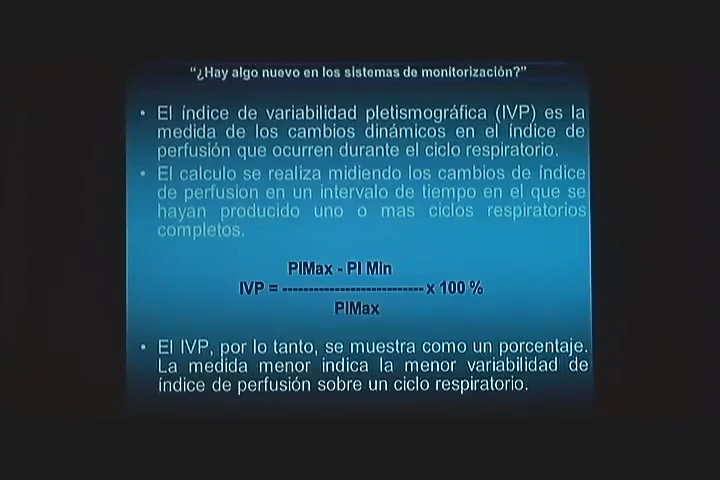 "¿Hay algo nuevo en los sistemas de monitorización?"
• El índice de variabilidad pletismográfica (IVP) es la
medida de los cambios dinámicos en el índice de
perfusión que ocurren durante el ciclo respiratorio.
• El calculo se realiza midiendo los cambios de índice
de perfusion en un intervalo de tiempo en el que se
hayan producido uno o mas ciclos respiratorios
completos.
PIMax - PI Min
IVP = --------------------------- x 100 %
PIMax
• El IVP, por lo tanto, se muestra como un porcentaje.
La medida menor indica la menor variabilidad de
índice de perfusión sobre un ciclo respiratorio.